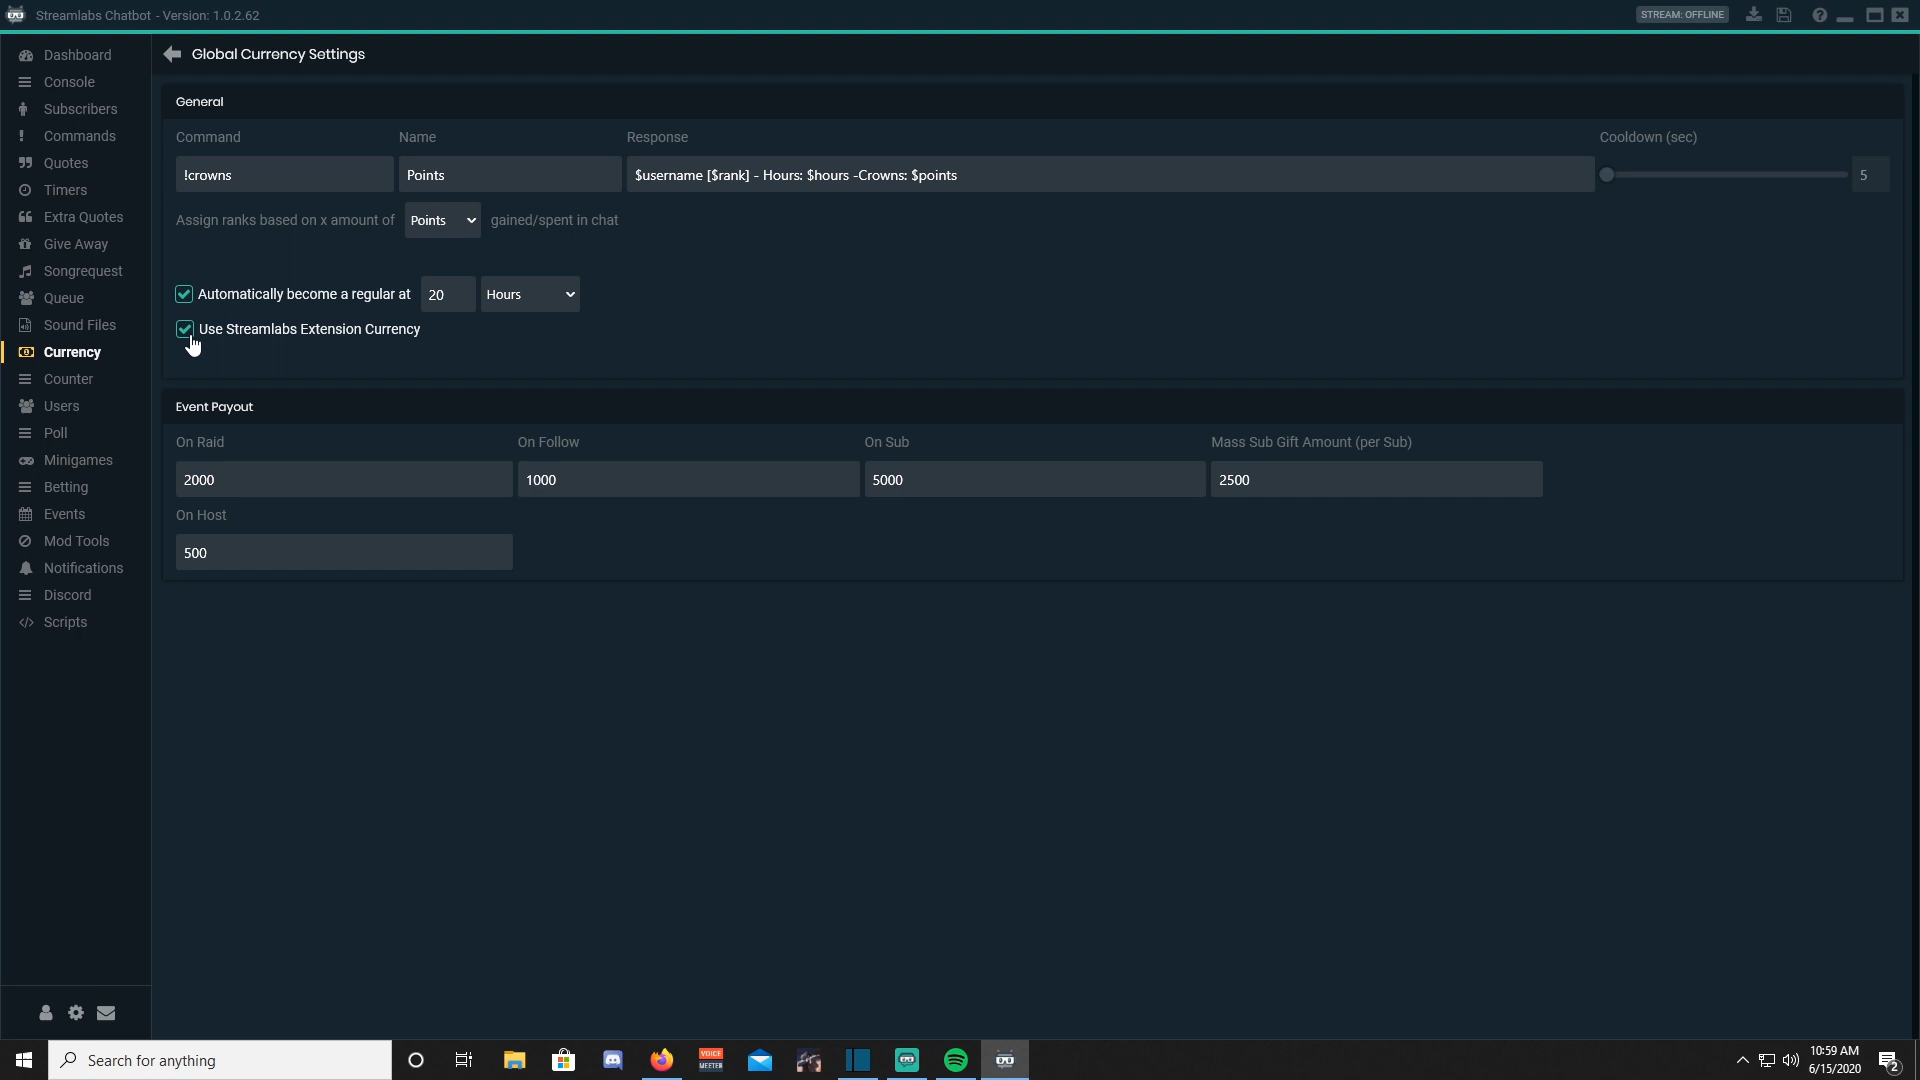 Streamlabs Chatbot - Version: 1.0.2.62
STREAM: OFFLINE
Dashboard
Console
Subscribers
Commands
Quotes
Timers
Extra Quotes
Give Away
Songrequest
Queue
Sound Files
Currency
Counter
Users
Poll
Minigames
Betting
Events
Mod Tools
Notifications
Discord
Scripts
Global Currency Settings
General
Command Name Response Cooldown (sec)
!crowns Points $username [$rank] - Hours: $hours -Crowns: $points 5
Assign ranks based on x amount of Points gained/spent in chat
Automatically become a regular at 20 Hours
Use Streamlabs Extension Currency
Event Payout
On Raid On Follow On Sub Mass Sub Gift Amount (per Sub)
2000 1000 5000 2500
On Host
500
Search for anything
VOICE
MEETER
10:59 AM
6/15/2020
2